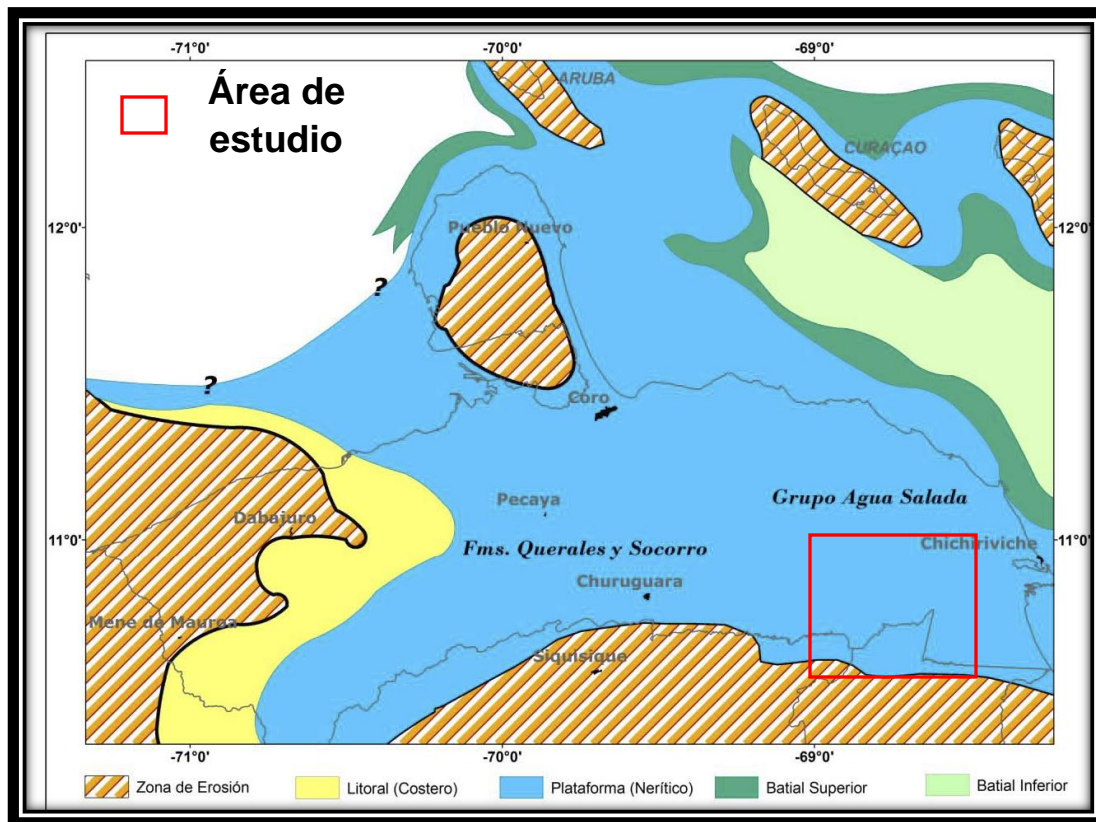 -71°0'
-70°0'
-69°0'
Área de
estudio
ARUBA
CURAÇAO
12°0'
12°0'
Pueblo Nuevo
?
?
Coro
Pecaya
Grupo Agua Salada
Dabajuro
11°0'
11°0'
Fms. Querales y Socorro
Chichiriviche
Churuguara
Mene de Mauroa
Siquisique
-71°0'
-70°0'
-69°0'
Zona de Erosión
Litoral (Costero)
Plataforma (Nerítico)
Batial Superior
Batial Inferior